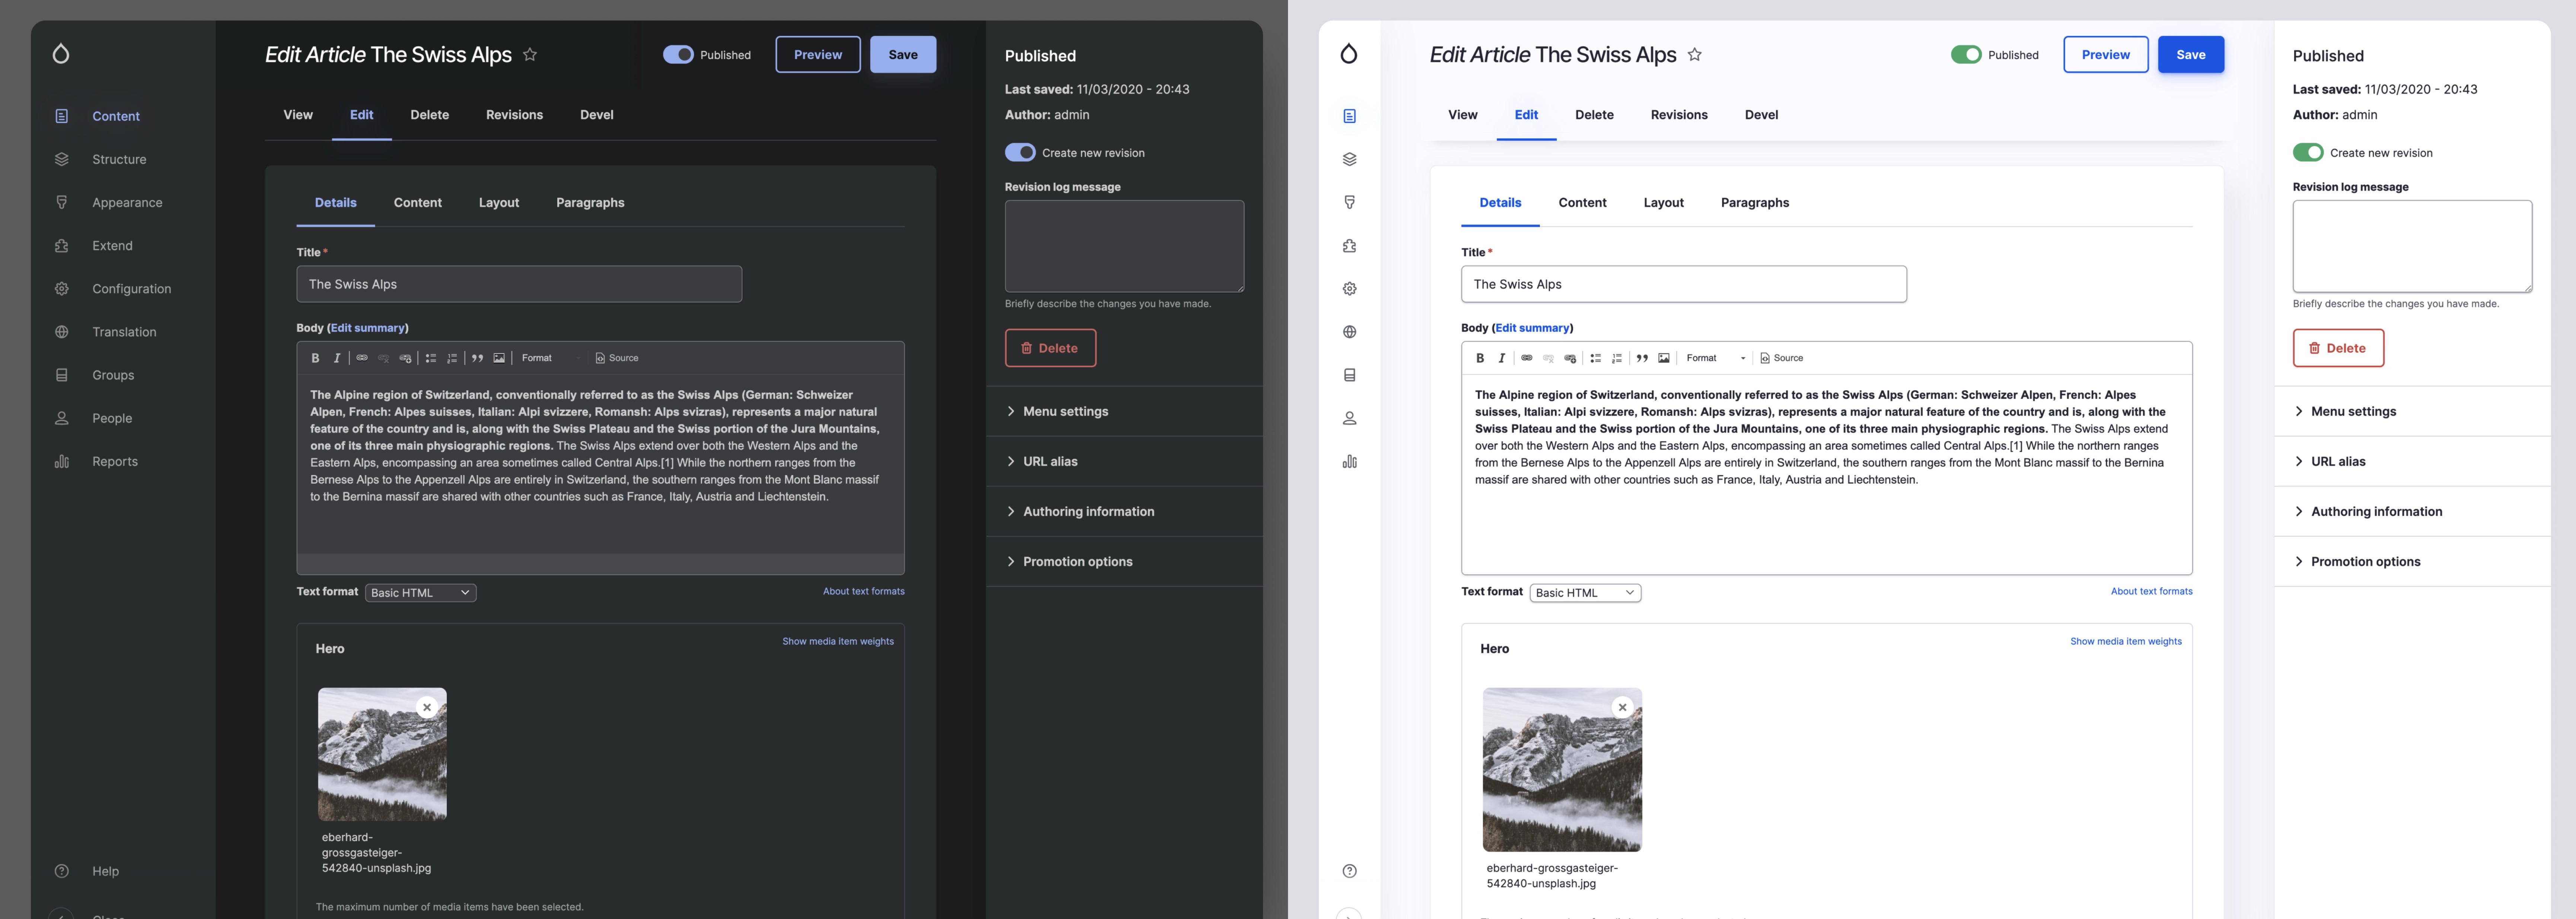 Edit Article The Swiss Alps
Published
Preview
Save
Content
Structure
Appearance
Extend
Configuration
Translation
Groups
People
Reports
Help
View
Edit
Delete
Revisions
Devel
Details
Content
Layout
Paragraphs
Title *
The Swiss Alps
Body (Edit summary)
B I
Format
Source
The Alpine region of Switzerland, conventionally referred to as the Swiss Alps (German: Schweizer
Alpen, French: Alpes suisses, Italian: Alpi svizzere, Romansh: Alps svizras), represents a major natural
feature of the country and is, along with the Swiss Plateau and the Swiss portion of the Jura Mountains,
one of its three main physiographic regions. The Swiss Alps extend over both the Western Alps and the
Eastern Alps, encompassing an area sometimes called Central Alps.[1] While the northern ranges from the
Bernese Alps to the Appenzell Alps are entirely in Switzerland, the southern ranges from the Mont Blanc massif
to the Bernina massif are shared with other countries such as France, Italy, Austria and Liechtenstein.
Text format
Basic HTML
About text formats
Hero
Show media item weights
eberhard-
grossgasteiger-
542840-unsplash.jpg
The maximum number of media items have been selected.
Published
Last saved: 11/03/2020 - 20:43
Author: admin
Create new revision
Revision log message
Briefly describe the changes you have made.
Delete
Menu settings
URL alias
Authoring information
Promotion options
Edit Article The Swiss Alps
Published
Preview
Save
View
Edit
Delete
Revisions
Devel
Details
Content
Layout
Paragraphs
Title *
The Swiss Alps
Body (Edit summary)
B I
Format
Source
The Alpine region of Switzerland, conventionally referred to as the Swiss Alps (German: Schweizer Alpen, French: Alpes
suisses, Italian: Alpi svizzere, Romansh: Alps svizras), represents a major natural feature of the country and is, along with the
Swiss Plateau and the Swiss portion of the Jura Mountains, one of its three main physiographic regions. The Swiss Alps extend
over both the Western Alps and the Eastern Alps, encompassing an area sometimes called Central Alps.[1] While the northern ranges
from the Bernese Alps to the Appenzell Alps are entirely in Switzerland, the southern ranges from the Mont Blanc massif to the Bernina
massif are shared with other countries such as France, Italy, Austria and Liechtenstein.
Text format
Basic HTML
About text formats
Hero
Show media item weights
eberhard-grossgasteiger-
542840-unsplash.jpg
Published
Last saved: 11/03/2020 - 20:43
Author: admin
Create new revision
Revision log message
Briefly describe the changes you have made.
Delete
Menu settings
URL alias
Authoring information
Promotion options